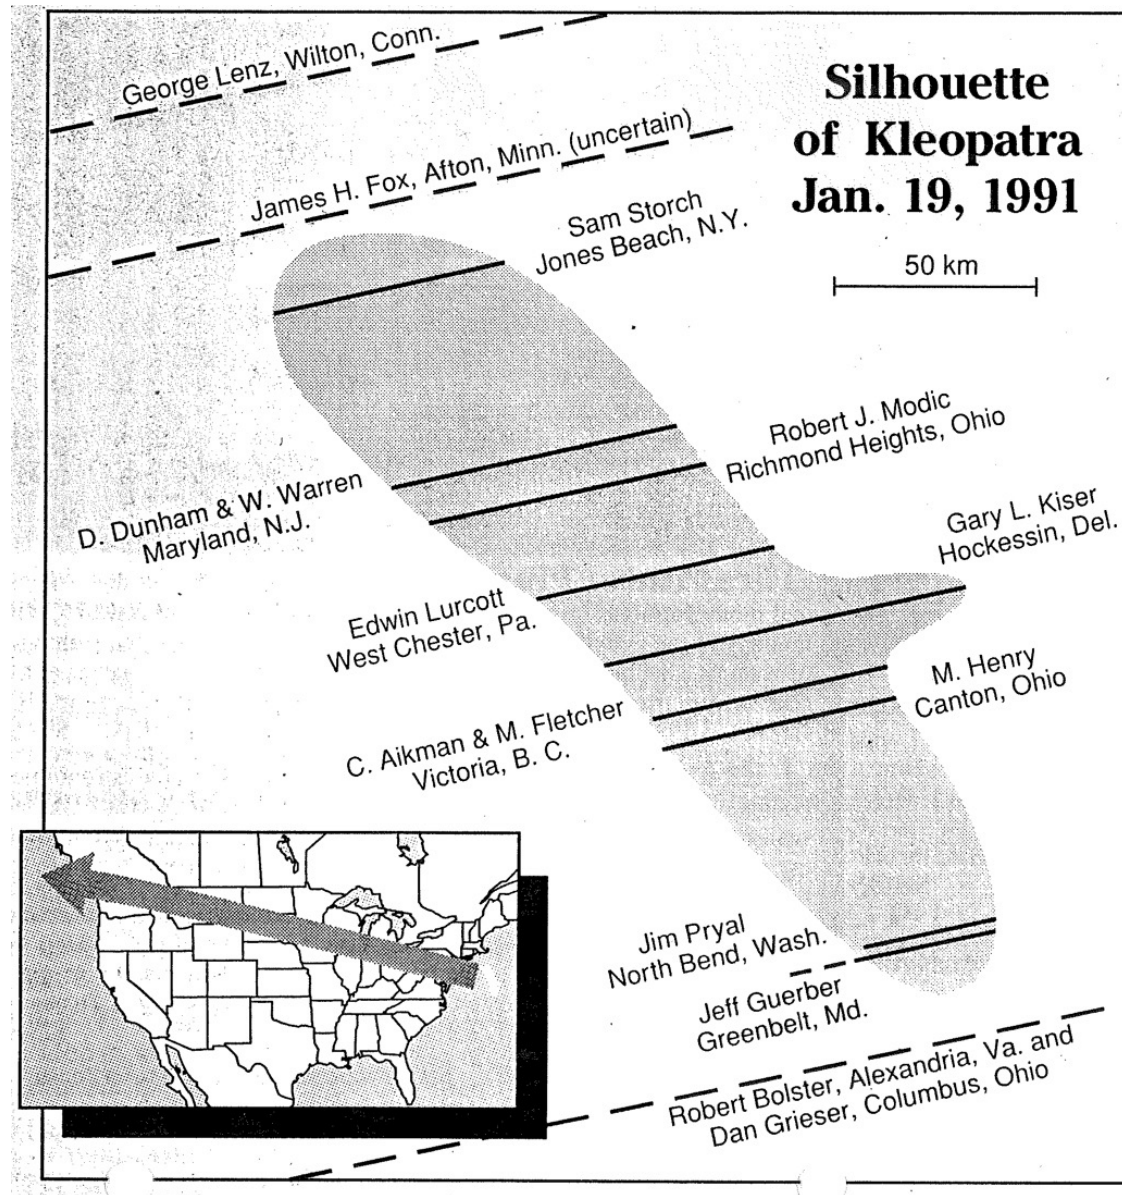 George Lenz, Wilton, Conn.
James H. Fox, Afton, Minn. (uncertain)
Silhouette
of Kleopatra
Jan. 19, 1991
50 km
Sam Storch
Jones Beach, N.Y.
Robert J. Modic
Richmond Heights, Ohio
D. Dunham & W. Warren
Maryland, N.J.
Gary L. Kiser
Hockessin, Del.
Edwin Lurcott
West Chester, Pa.
M. Henry
Canton, Ohio
C. Aikman & M. Fletcher
Victoria, B. C.
Jim Pryal
North Bend, Wash.
Jeff Guerber
Greenbelt, Md.
Robert Bolster, Alexandria, Va. and
Dan Grieser, Columbus, Ohio